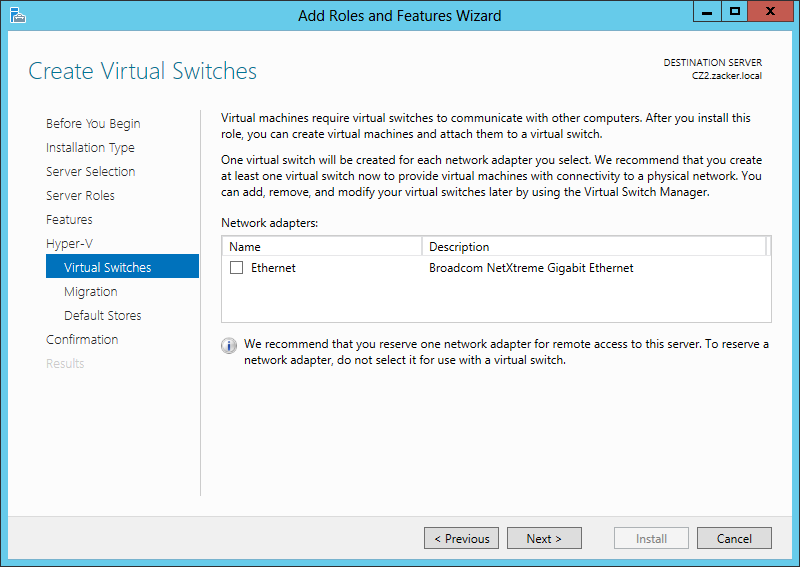 Add Roles and Features Wizard
Create Virtual Switches
DESTINATION SERVER
CZ2.zacker.local
Before You Begin
Installation Type
Server Selection
Server Roles
Features
Hyper-V
Virtual Switches
Migration
Default Stores
Confirmation
Results
Virtual machines require virtual switches to communicate with other computers. After you install this
role, you can create virtual machines and attach them to a virtual switch.
One virtual switch will be created for each network adapter you select. We recommend that you create
at least one virtual switch now to provide virtual machines with connectivity to a physical network. You
can add, remove, and modify your virtual switches later by using the Virtual Switch Manager.
Network adapters:
Name Description
Ethernet Broadcom NetXtreme Gigabit Ethernet
We recommend that you reserve one network adapter for remote access to this server. To reserve a
network adapter, do not select it for use with a virtual switch.
< Previous Next > Install Cancel